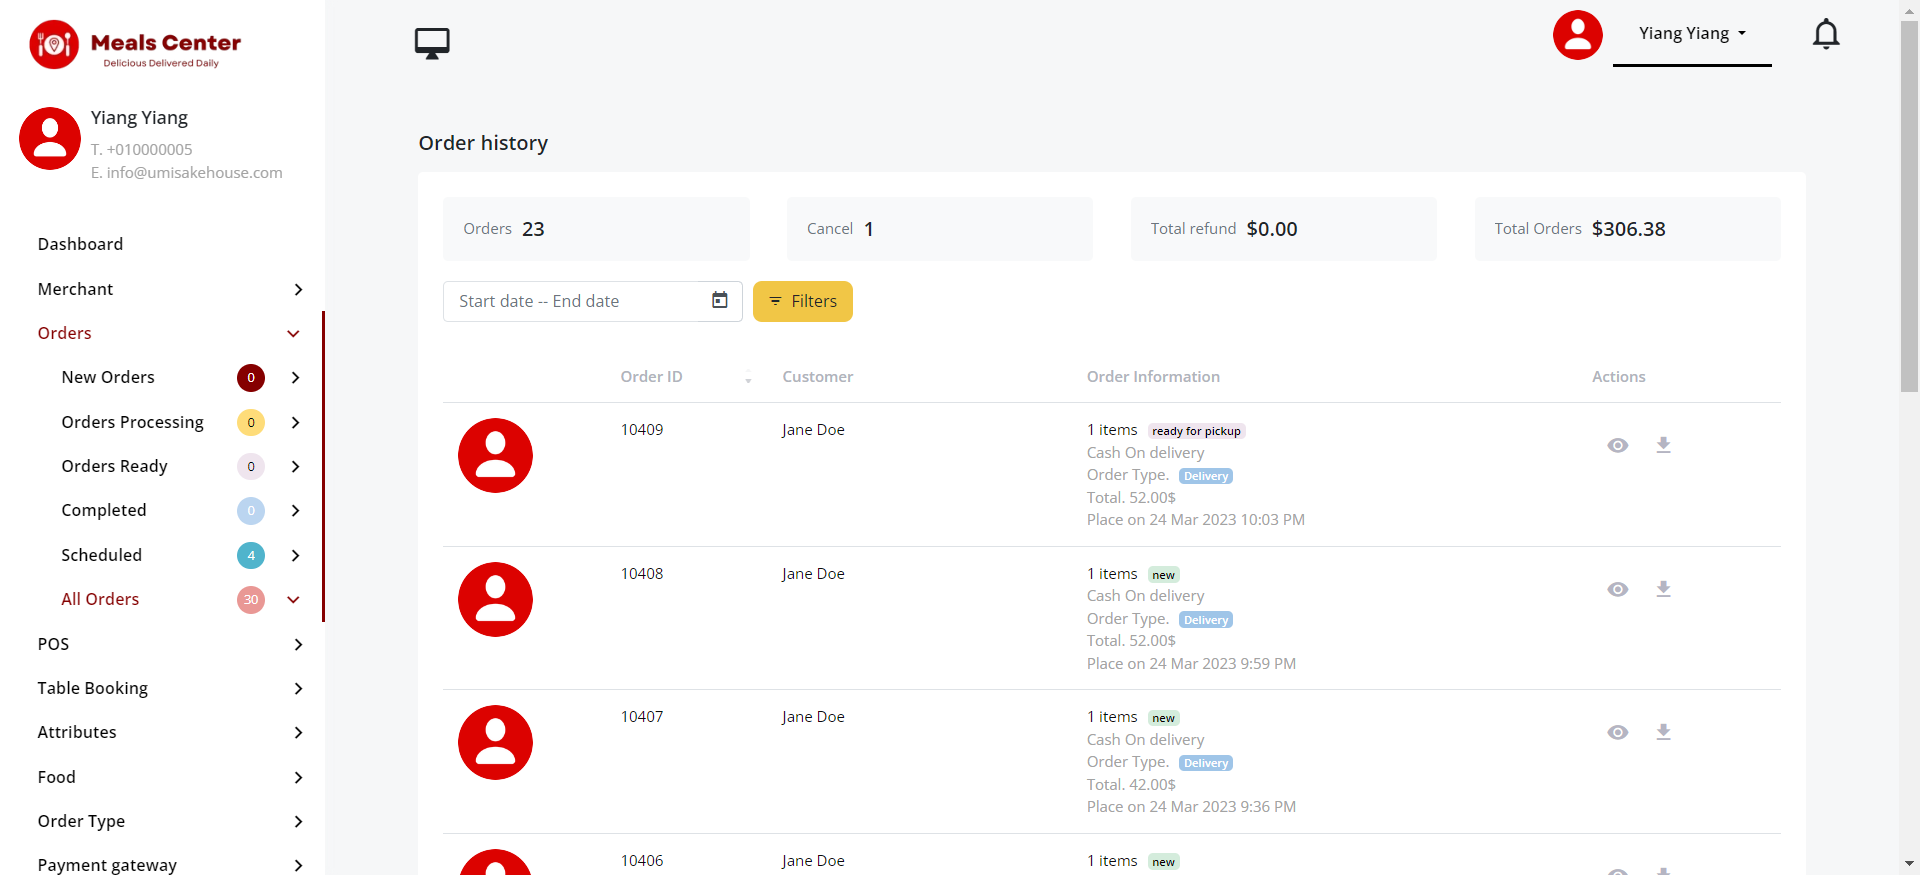 Meals Center
Delicious Delivered Daily
Yiang Yiang
T. +010000005
E. info@umisakehouse.com
Dashboard
Merchant
Orders
New Orders 0
Orders Processing 0
Orders Ready 0
Completed 0
Scheduled 4
All Orders 30
POS
Table Booking
Attributes
Food
Order Type
Payment gateway
Yiang Yiang
Order history
Orders 23
Cancel 1
Total refund $0.00
Total Orders $306.38
Start date -- End date
Filters
Order ID Customer Order Information Actions
10409 Jane Doe 1 items ready for pickup
Cash On delivery
Order Type. Delivery
Total. 52.00$
Place on 24 Mar 2023 10:03 PM
10408 Jane Doe 1 items new
Cash On delivery
Order Type. Delivery
Total. 52.00$
Place on 24 Mar 2023 9:59 PM
10407 Jane Doe 1 items new
Cash On delivery
Order Type. Delivery
Total. 42.00$
Place on 24 Mar 2023 9:36 PM
10406 Jane Doe 1 items new